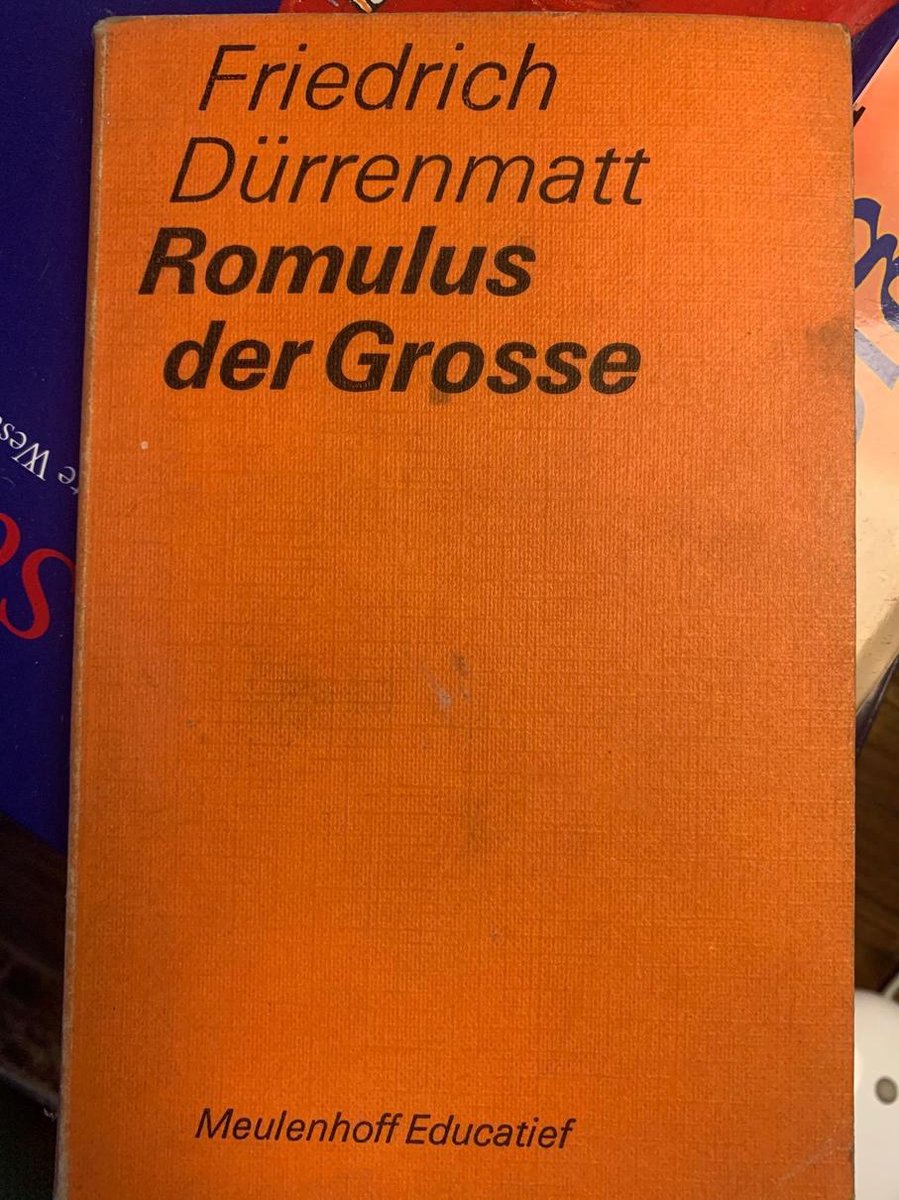 Friedrich
Dürrenmatt
Romulus
der Grosse
Meulenhoff Educatief